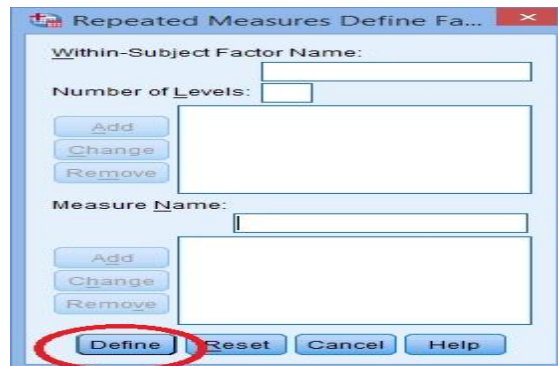 Repeated Measures Define Fa...
Within-Subject Factor Name:
Number of Levels:
Add
Change
Remove
Measure Name:
Add
Change
Remove
Define Reset Cancel Help